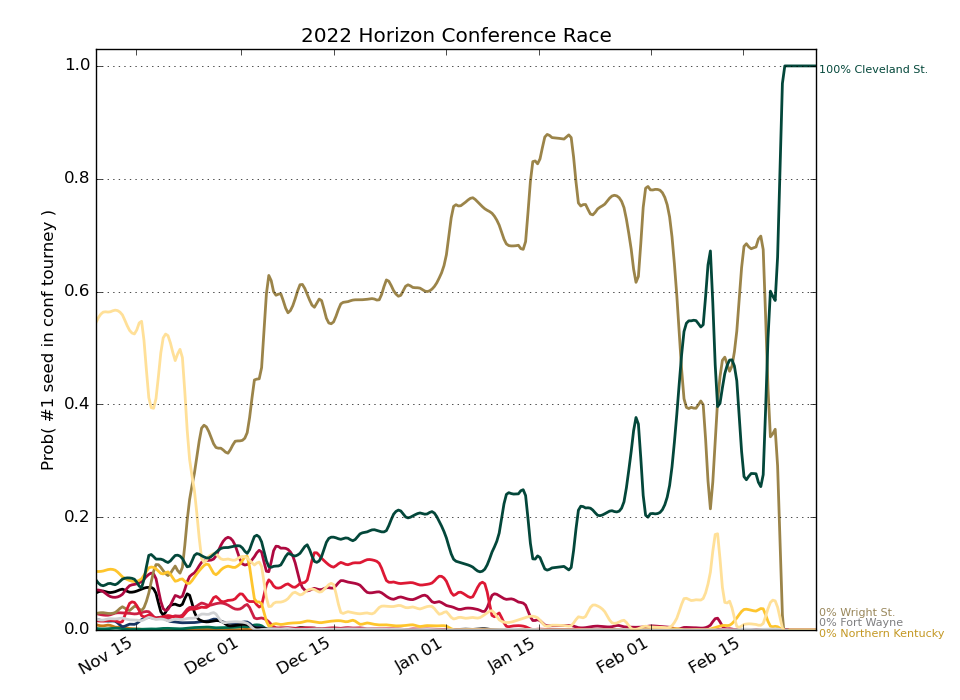 2022 Horizon Conference Race
Prob( #1 seed in conf tourney )
1.0
0.8
0.6
0.4
0.2
0.0
100% Cleveland St.
0% Wright St.
0% Fort Wayne
0% Northern Kentucky
Nov 15
Dec 01
Dec 15
Jan 01
Jan 15
Feb 01
Feb 15